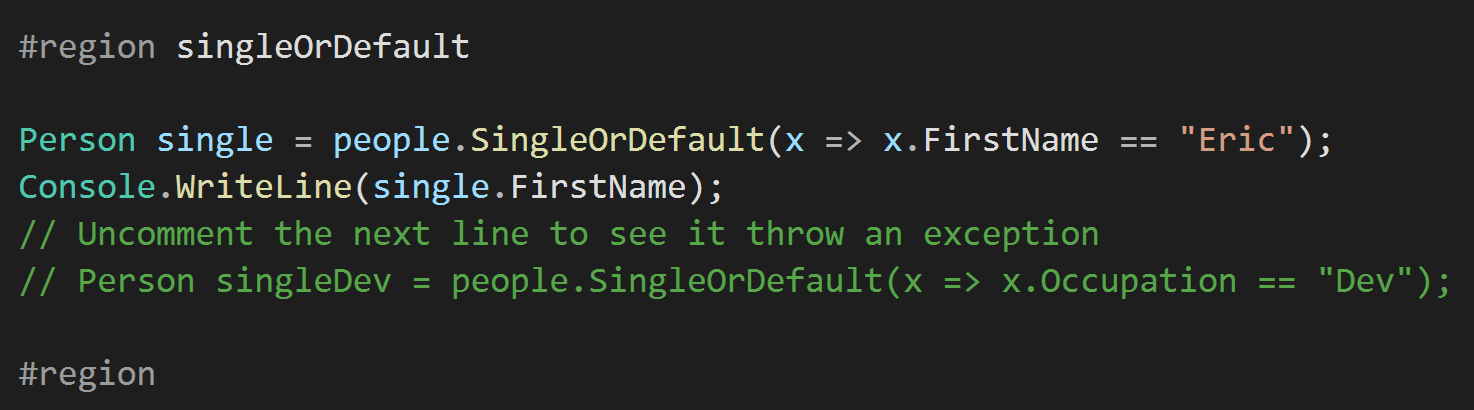 #region singleOrDefault
Person single = people.SingleOrDefault(x => x.FirstName == "Eric");
Console.WriteLine(single.FirstName);
// Uncomment the next line to see it throw an exception
// Person singleDev = people.SingleOrDefault(x => x.Occupation == "Dev");
#region